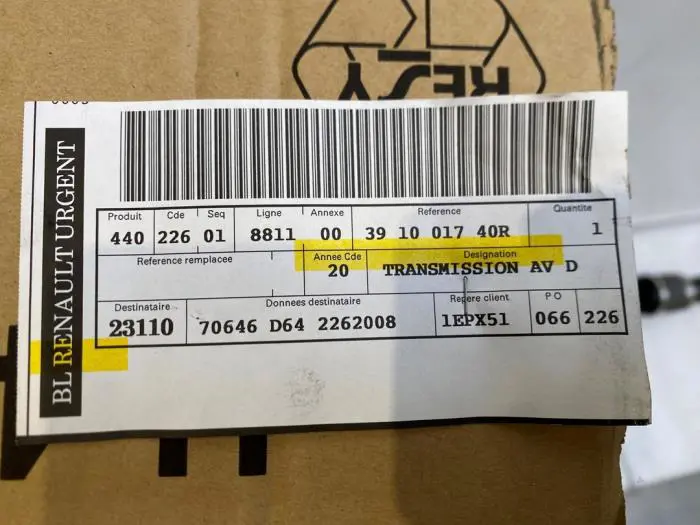 RESY
BL RENAULT URGENT
Produit Cde Seq Ligne Annexe Reference Quantite
440 226 01 8811 00 39 10 017 40R 1
Reference remplacee Annee Cde Designation
20 TRANSMISSION AV D
Destinataire Donnees destinataire Repere client P O
23110 70646 D64 2262008 1EPX51 066 226